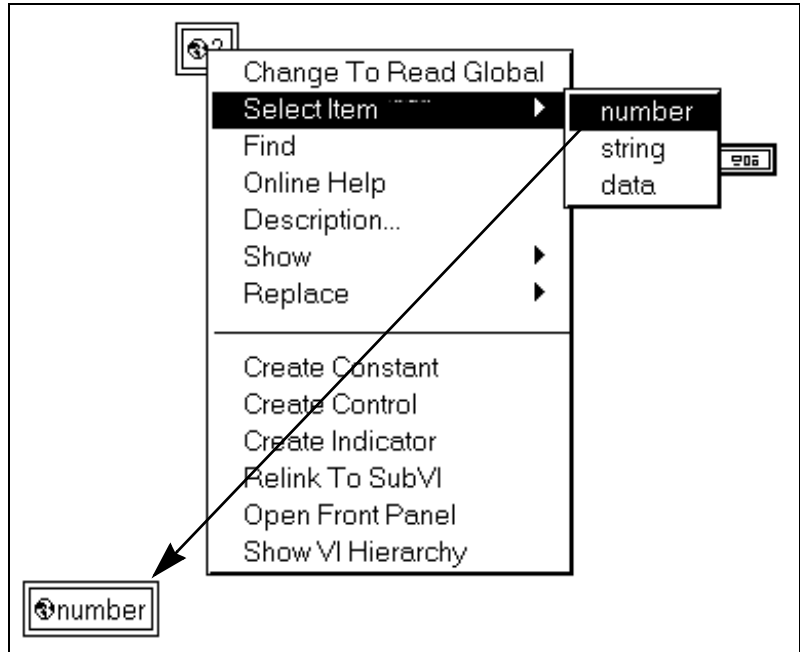 ?
Change To Read Global
Select Item
number
string
data
Find
Online Help
Description...
Show
Replace
Create Constant
Create Control
Create Indicator
Relink To SubVI
Open Front Panel
Show VI Hierarchy
number